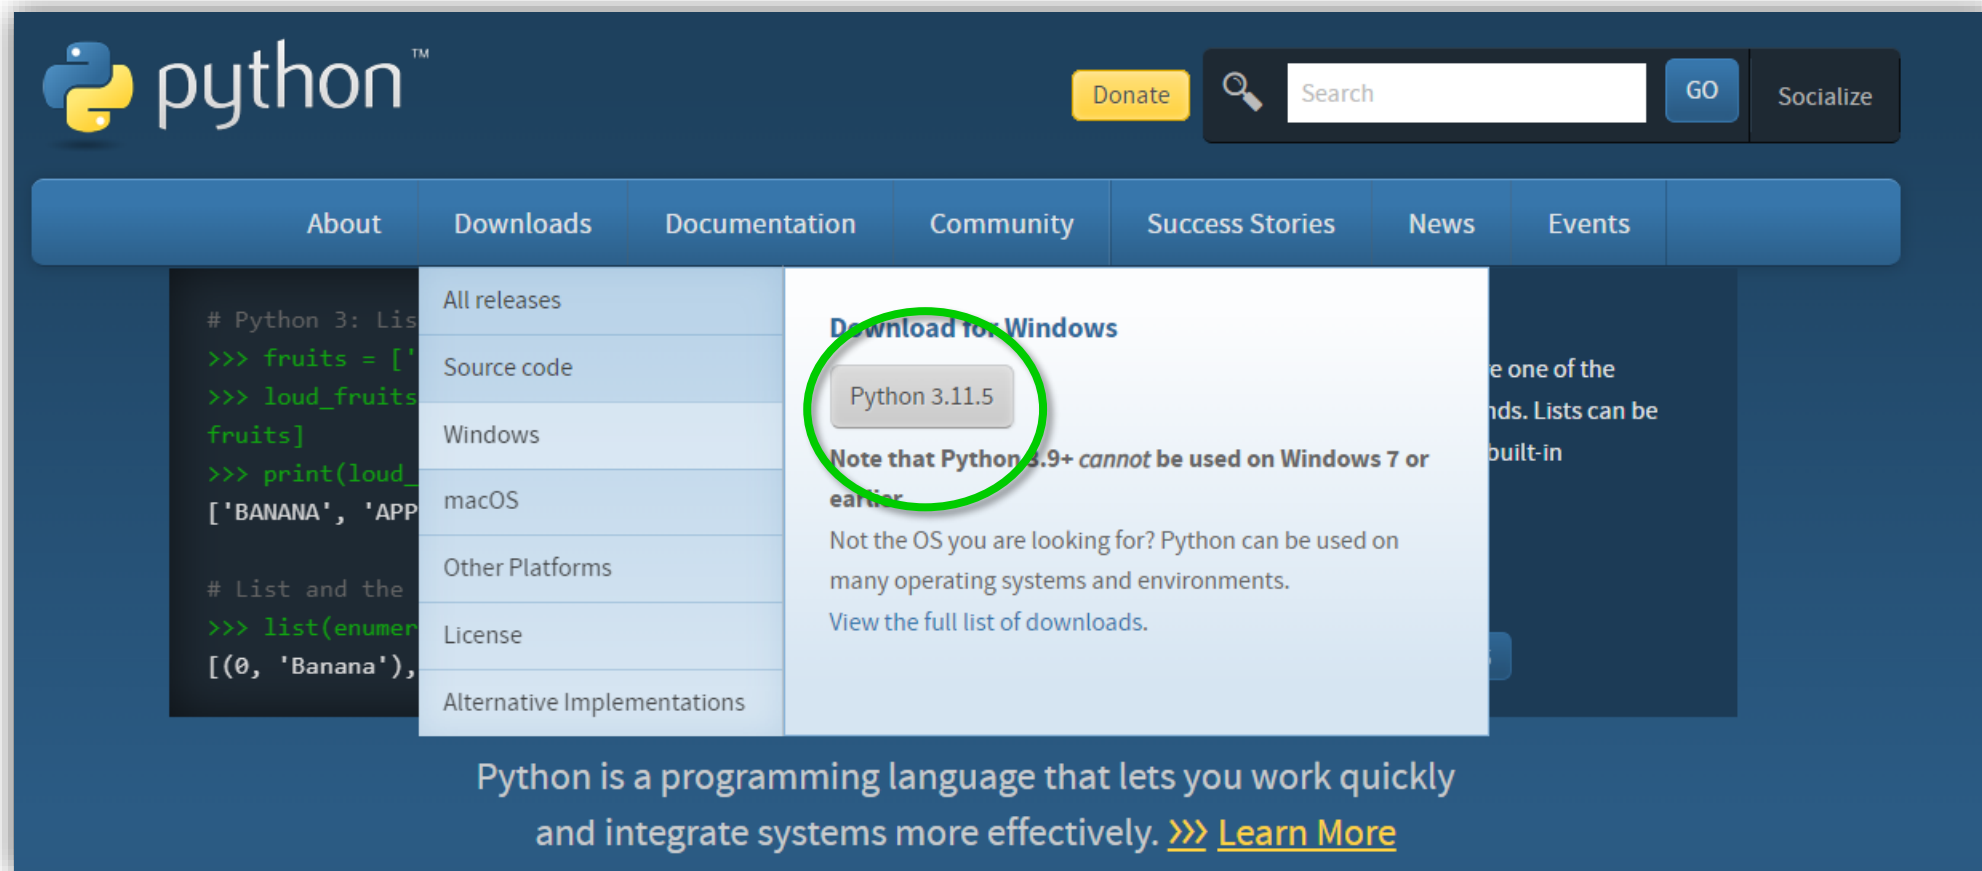 python™
Donate
Search
GO
Socialize
About
Downloads
Documentation
Community
Success Stories
News
Events
# Python 3: Lis
>>> fruits = ['
>>> loud_fruits
fruits]
>>> print(loud_
['BANANA', 'APP
# List and the
>>> list(enumer
[(0, 'Banana'),
All releases
Source code
Windows
macOS
Other Platforms
License
Alternative Implementations
Download for Windows
Python 3.11.5
Note that Python 3.9+ cannot be used on Windows 7 or
earlier
Not the OS you are looking for? Python can be used on
many operating systems and environments.
View the full list of downloads.
one of the
Lists can be
built-in
Python is a programming language that lets you work quickly
and integrate systems more effectively. >>> Learn More